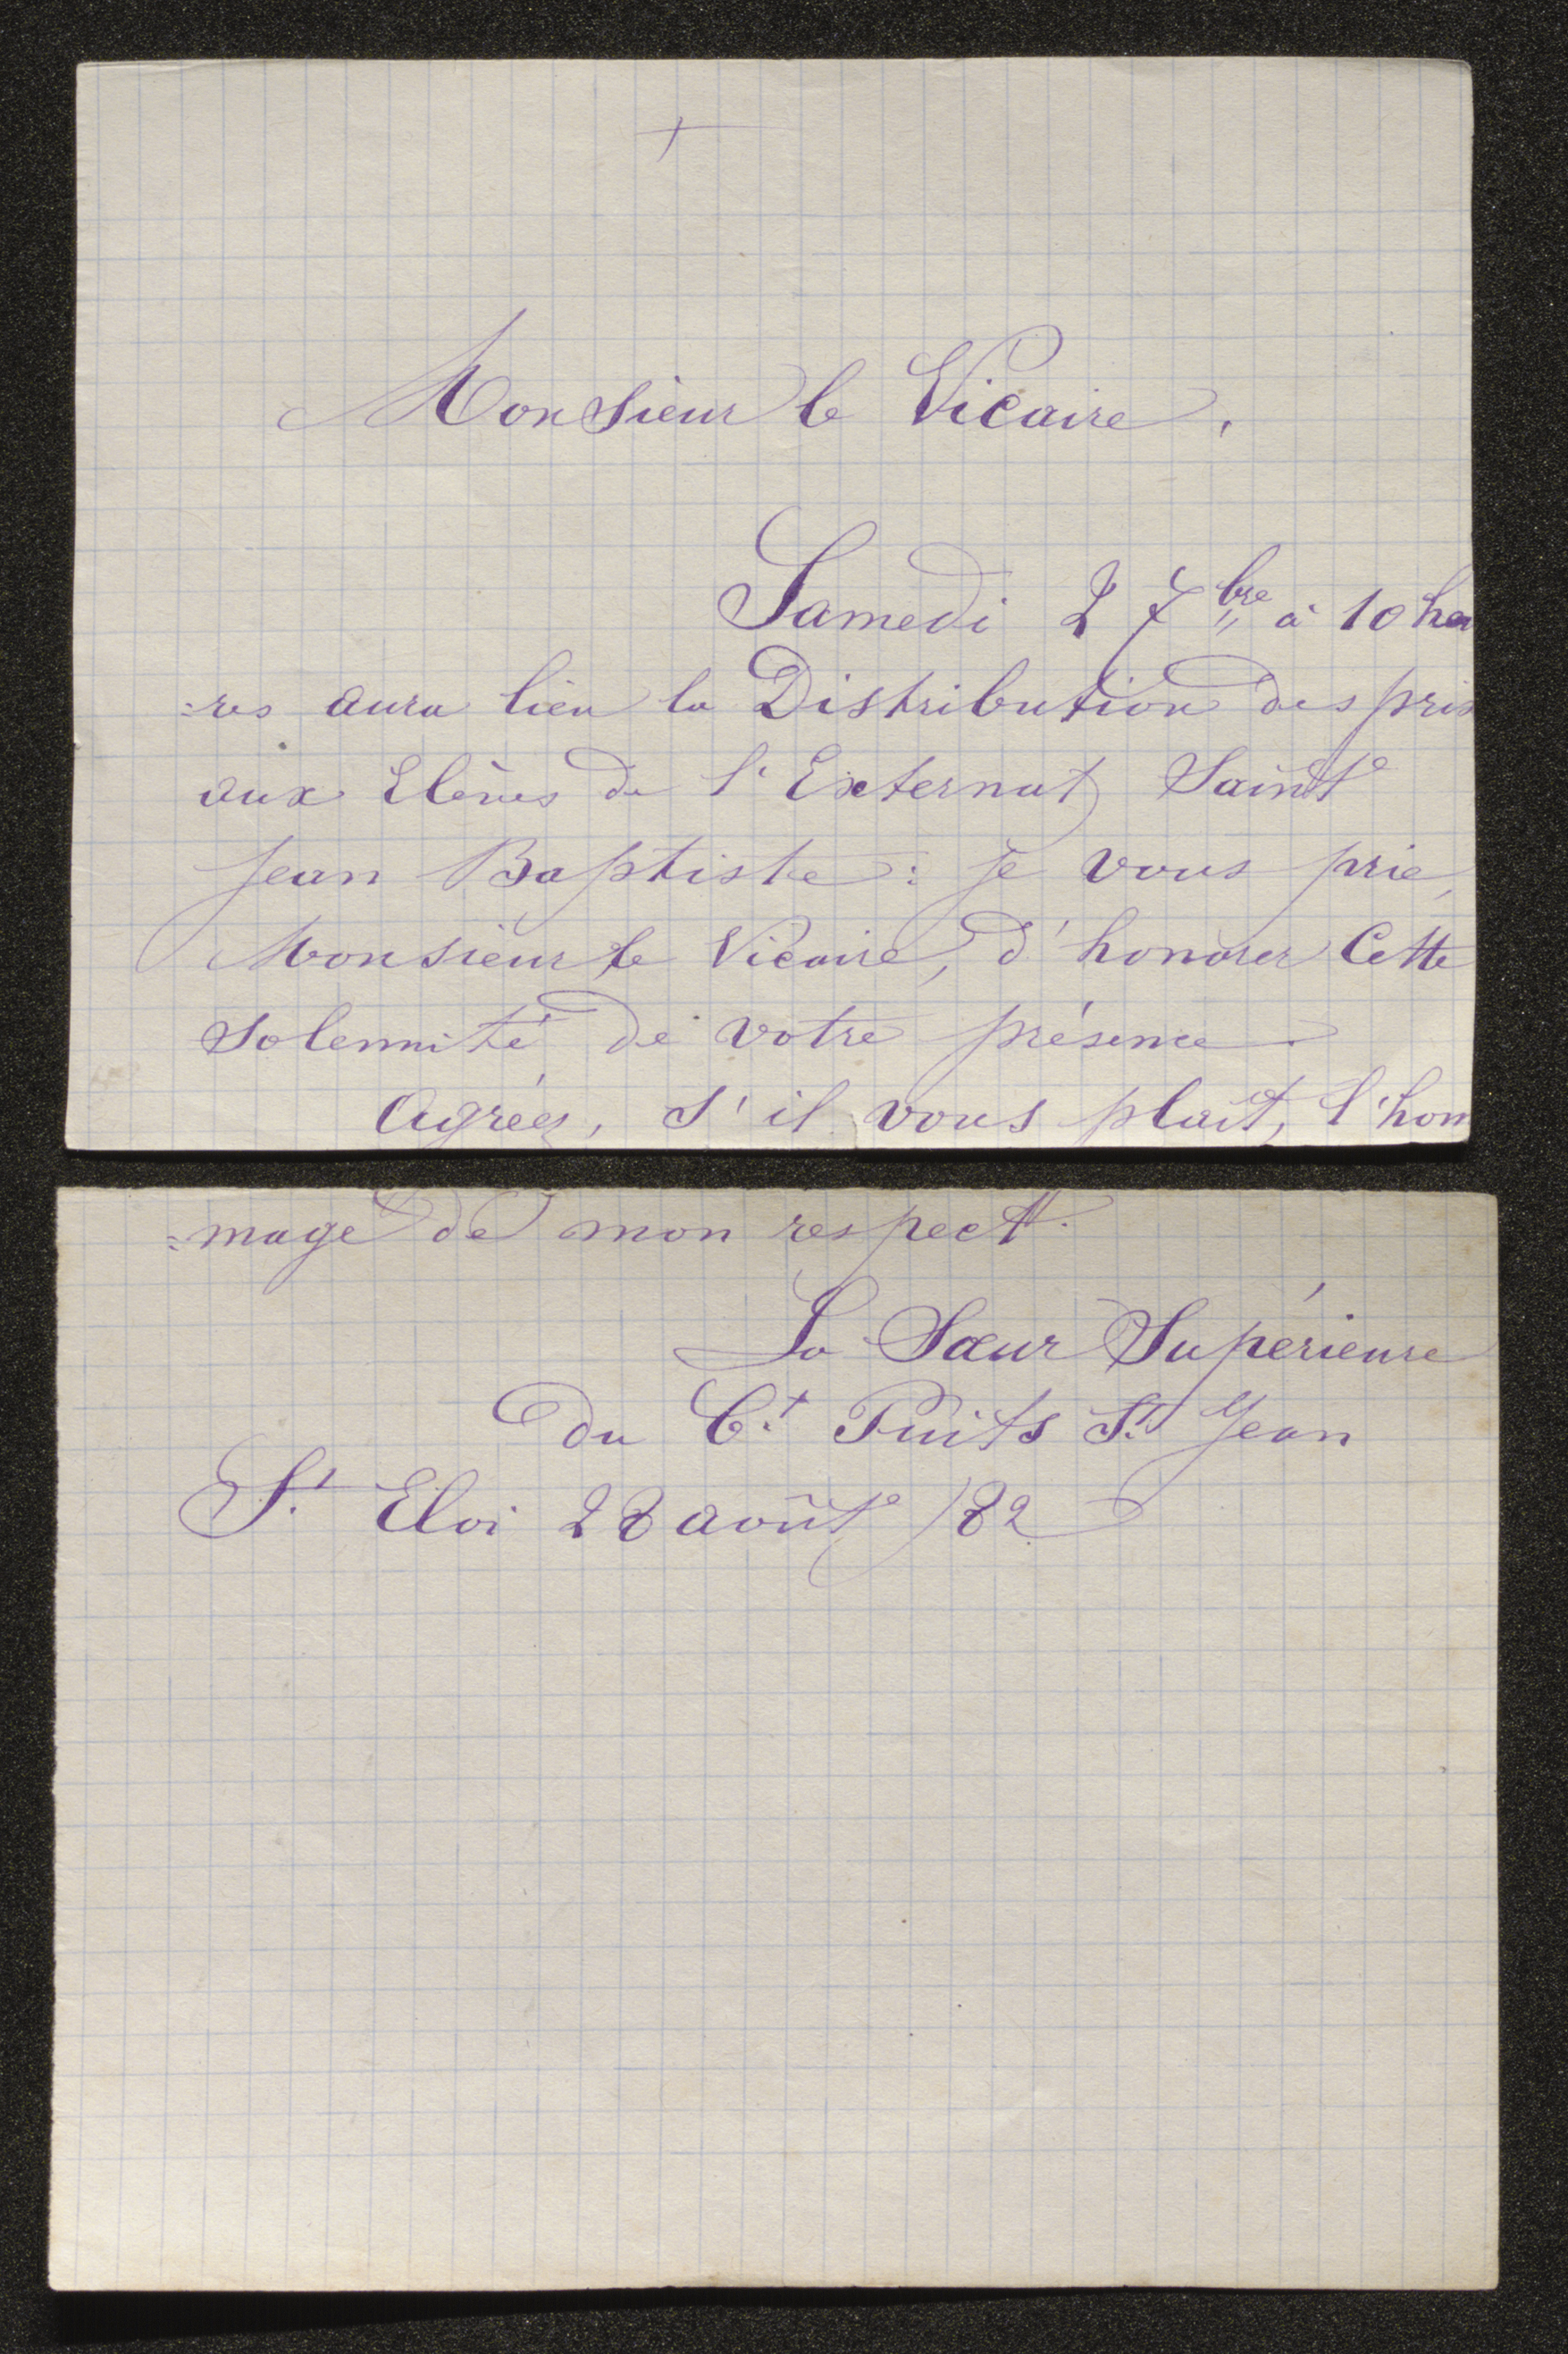 +
Monsieur le Vicaire,
Samedi 2 7bre à 10 heu
=res aura lieu la Distribution des prix
aux Elèves de l'Externat Saint
Jean Baptiste : je vous prie,
Monsieur le Vicaire, d'honorer Cette
Solennité de votre présence.
Agréez, s'il vous plaît, l'hom
=mage de mon respect.
La Sœur Supérieure
du Ct Puits St Jean
St Eloi 28 août /82